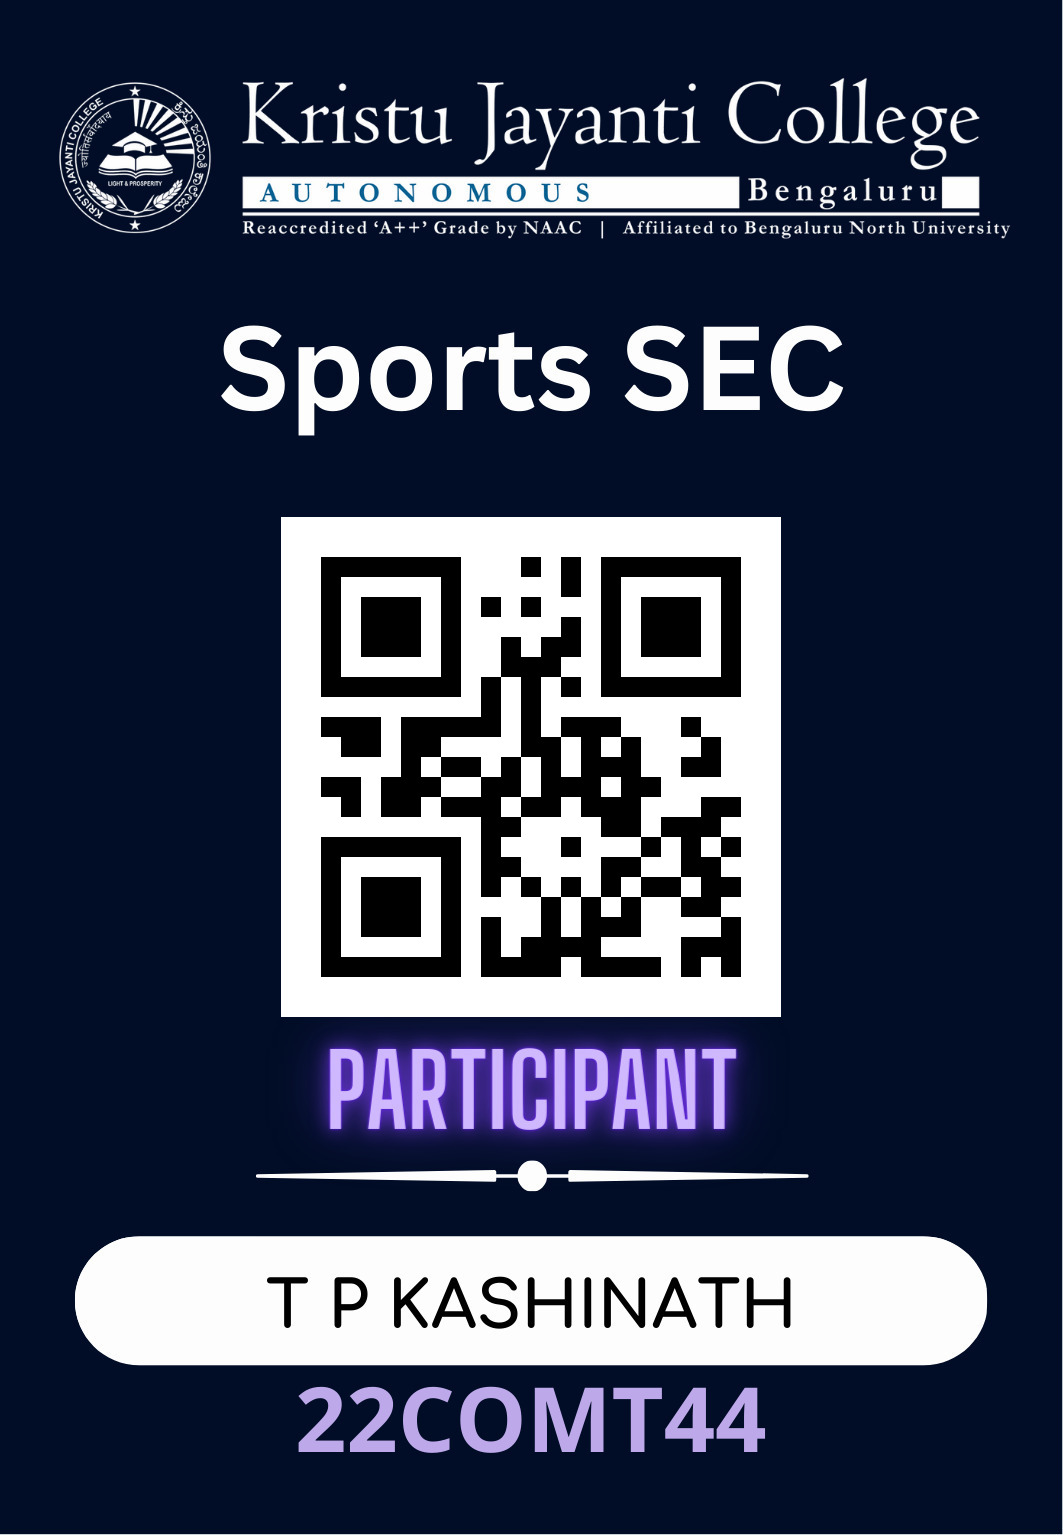 Kristu Jayanti College
AUTONOMOUS Bengaluru
Reaccredited ‘A++’ Grade by NAAC | Affiliated to Bengaluru North University
KRISTU JAYANTI COLLEGE
LIGHT & PROSPERITY
Sports SEC
PARTICIPANT
T P KASHINATH
22COMT44